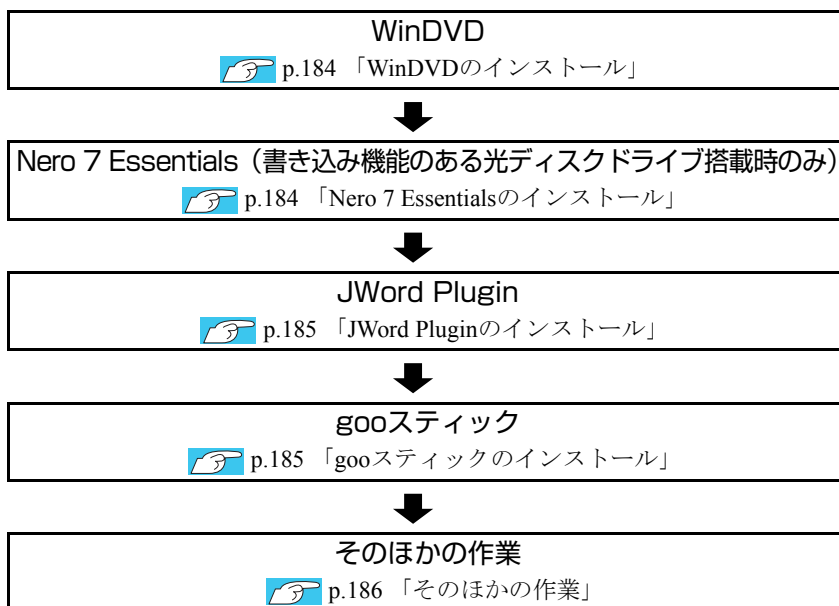 WinDVD
p.184 「WinDVDのインストール」
Nero 7 Essentials（書き込み機能のある光ディスクドライブ搭載時のみ）
p.184 「Nero 7 Essentialsのインストール」
JWord Plugin
p.185 「JWord Pluginのインストール」
gooスティック
p.185 「gooスティックのインストール」
そのほかの作業
p.186 「そのほかの作業」